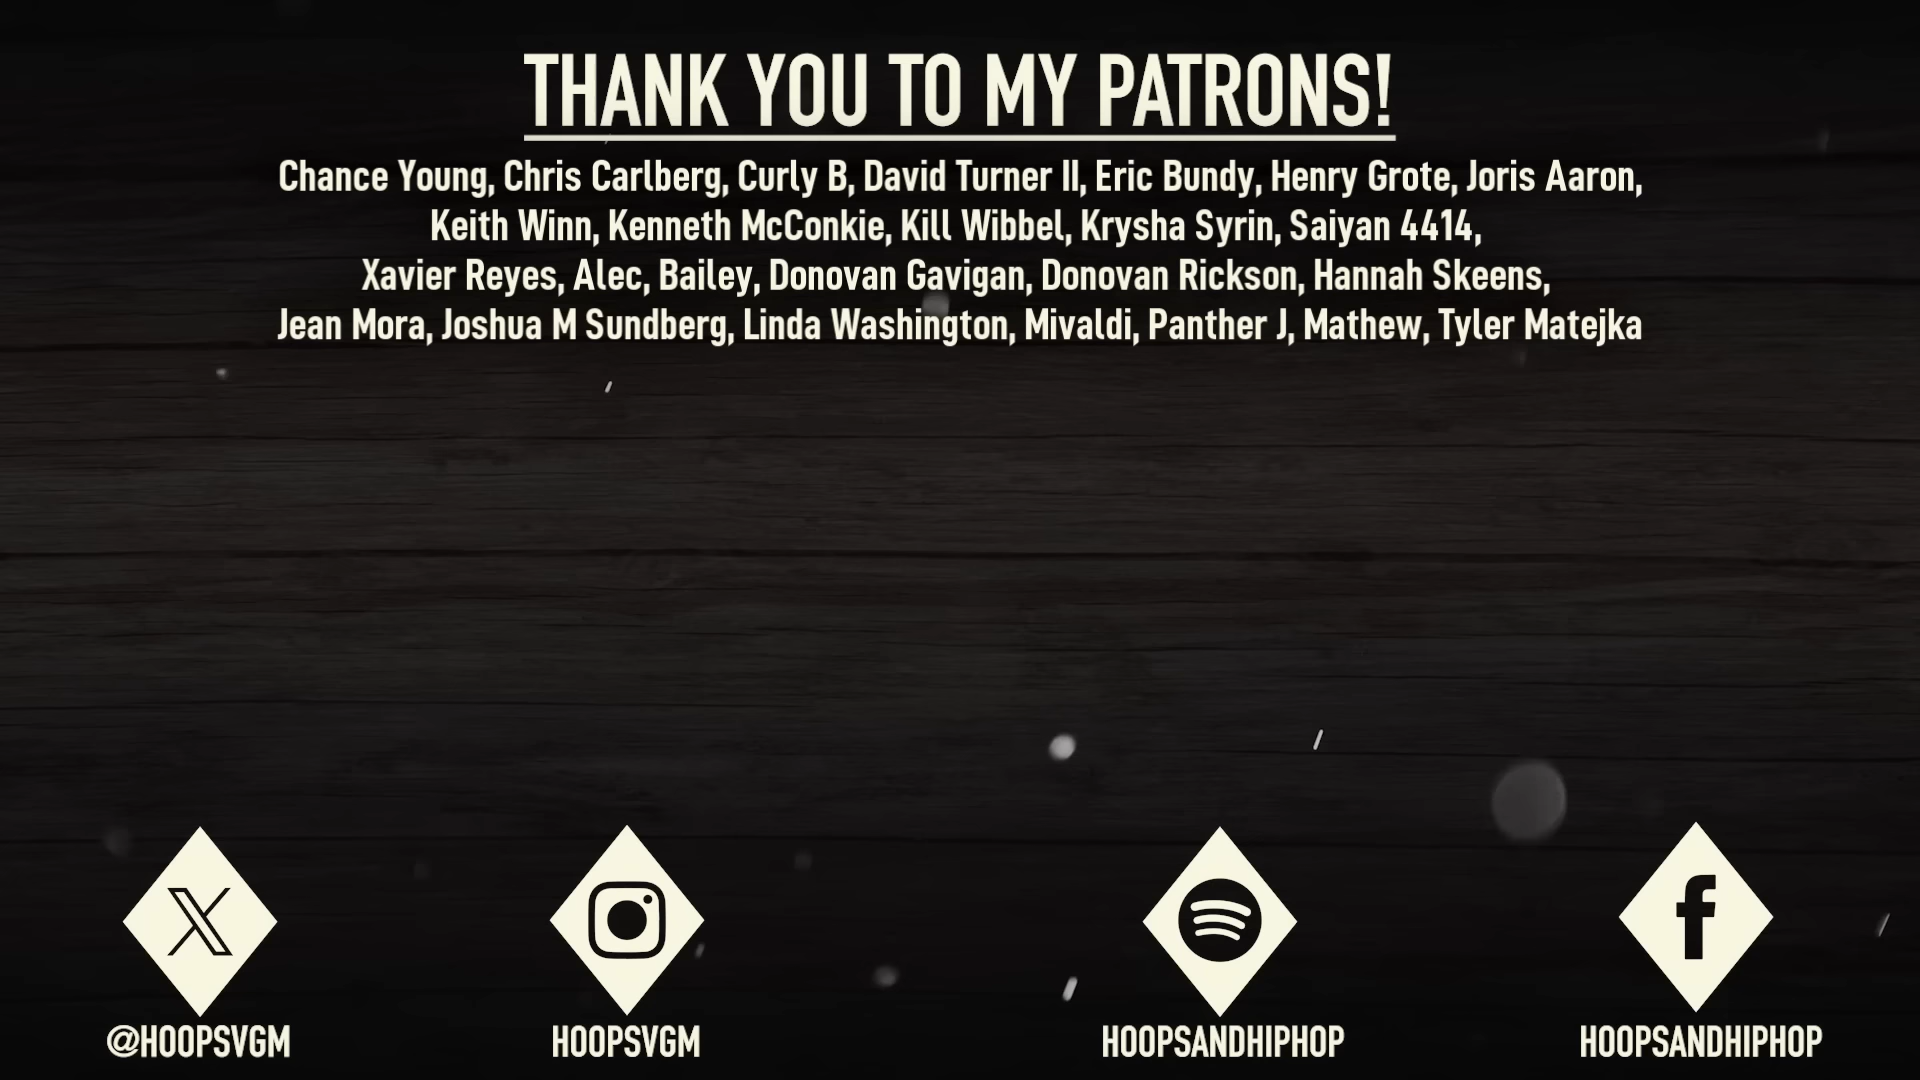 THANK YOU TO MY PATRONS!
Chance Young, Chris Carlberg, Curly B, David Turner II, Eric Bundy, Henry Grote, Joris Aaron,
Keith Winn, Kenneth McConkie, Kill Wibbel, Krysha Syrin, Saiyan 4414,
Xavier Reyes, Alec, Bailey, Donovan Gavigan, Donovan Rickson, Hannah Skeens,
Jean Mora, Joshua M Sundberg, Linda Washington, Mivaldi, Panther J, Mathew, Tyler Matejka
@HOOPSVGM
HOOPSVGM
HOOPSANDHIPHOP
HOOPSANDHIPHOP